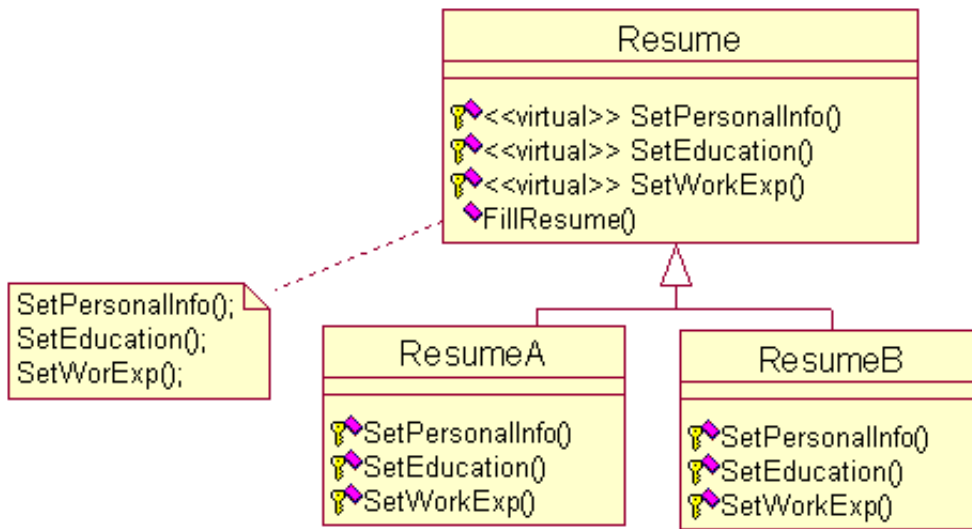 Resume
<<virtual>> SetPersonalInfo()
<<virtual>> SetEducation()
<<virtual>> SetWorkExp()
FillResume()
SetPersonalInfo();
SetEducation();
SetWorExp();
ResumeA
SetPersonalInfo()
SetEducation()
SetWorkExp()
ResumeB
SetPersonalInfo()
SetEducation()
SetWorkExp()